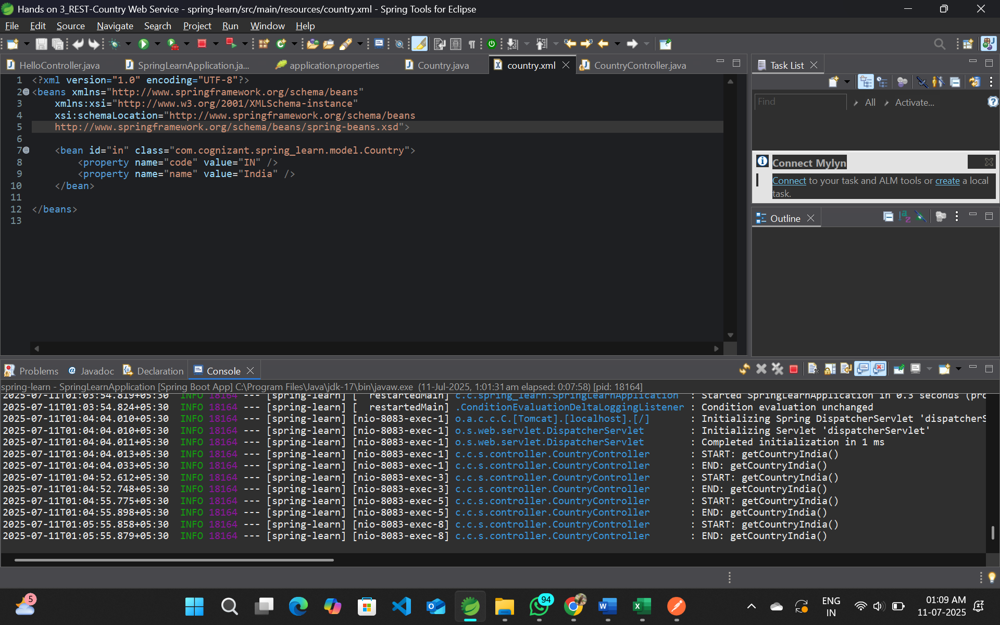 Hands on 3_REST-Country Web Service - spring-learn/src/main/resources/country.xml - Spring Tools for Eclipse
File Edit Source Navigate Search Project Run Window Help
HelloController.java SpringLearnApplication.ja... application.properties Country.java country.xml CountryController.java
1 <?xml version="1.0" encoding="UTF-8"?>
2 <beans xmlns="http://www.springframework.org/schema/beans"
3 xmlns:xsi="http://www.w3.org/2001/XMLSchema-instance"
4 xsi:schemaLocation="http://www.springframework.org/schema/beans
5 http://www.springframework.org/schema/beans/spring-beans.xsd">
6
7 <bean id="in" class="com.cognizant.spring_learn.model.Country">
8 <property name="code" value="IN" />
9 <property name="name" value="India" />
10 </bean>
11
12 </beans>
13
Task List
Find All Activate...
Connect Mylyn
Connect to your task and ALM tools or create a local
task.
Outline
Problems Javadoc Declaration Console
spring-learn - SpringLearnApplication [Spring Boot App] C:\Program Files\Java\jdk-17\bin\javaw.exe (11-Jul-2025, 1:01:31 am elapsed: 0:07:58) [pid: 18164]
2025-07-11T01:03:54.819+05:30 INFO 18164 --- [spring-learn] [ restartedMain] c.c.spring_learn.SpringLearnApplication : Started SpringLearnApplication in 0.3 seconds (prc
2025-07-11T01:03:54.824+05:30 INFO 18164 --- [spring-learn] [ restartedMain] .ConditionEvaluationDeltaLoggingListener : Condition evaluation unchanged
2025-07-11T01:04:04.010+05:30 INFO 18164 --- [spring-learn] [nio-8083-exec-1] o.a.c.c.C.[Tomcat].[localhost].[/] : Initializing Spring DispatcherServlet 'dispatcherS
2025-07-11T01:04:04.010+05:30 INFO 18164 --- [spring-learn] [nio-8083-exec-1] o.s.web.servlet.DispatcherServlet : Initializing Servlet 'dispatcherServlet'
2025-07-11T01:04:04.011+05:30 INFO 18164 --- [spring-learn] [nio-8083-exec-1] o.s.web.servlet.DispatcherServlet : Completed initialization in 1 ms
2025-07-11T01:04:04.013+05:30 INFO 18164 --- [spring-learn] [nio-8083-exec-1] c.c.s.controller.CountryController : START: getCountryIndia()
2025-07-11T01:04:04.033+05:30 INFO 18164 --- [spring-learn] [nio-8083-exec-1] c.c.s.controller.CountryController : END: getCountryIndia()
2025-07-11T01:04:52.612+05:30 INFO 18164 --- [spring-learn] [nio-8083-exec-3] c.c.s.controller.CountryController : START: getCountryIndia()
2025-07-11T01:04:52.748+05:30 INFO 18164 --- [spring-learn] [nio-8083-exec-3] c.c.s.controller.CountryController : END: getCountryIndia()
2025-07-11T01:04:55.775+05:30 INFO 18164 --- [spring-learn] [nio-8083-exec-5] c.c.s.controller.CountryController : START: getCountryIndia()
2025-07-11T01:04:55.898+05:30 INFO 18164 --- [spring-learn] [nio-8083-exec-5] c.c.s.controller.CountryController : END: getCountryIndia()
2025-07-11T01:05:55.858+05:30 INFO 18164 --- [spring-learn] [nio-8083-exec-8] c.c.s.controller.CountryController : START: getCountryIndia()
2025-07-11T01:05:55.879+05:30 INFO 18164 --- [spring-learn] [nio-8083-exec-8] c.c.s.controller.CountryController : END: getCountryIndia()
5
94
ENG
IN
01:09 AM
11-07-2025